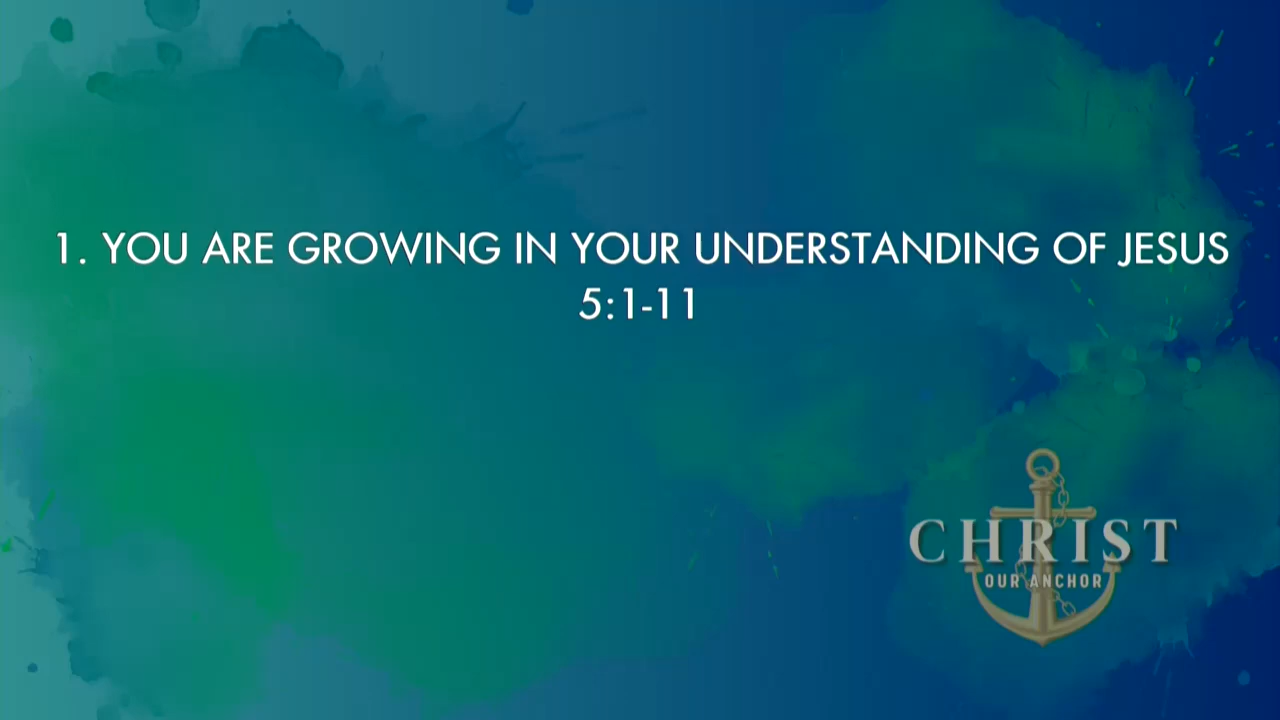 1. YOU ARE GROWING IN YOUR UNDERSTANDING OF JESUS
5:1-11
CHRIST
OUR ANCHOR